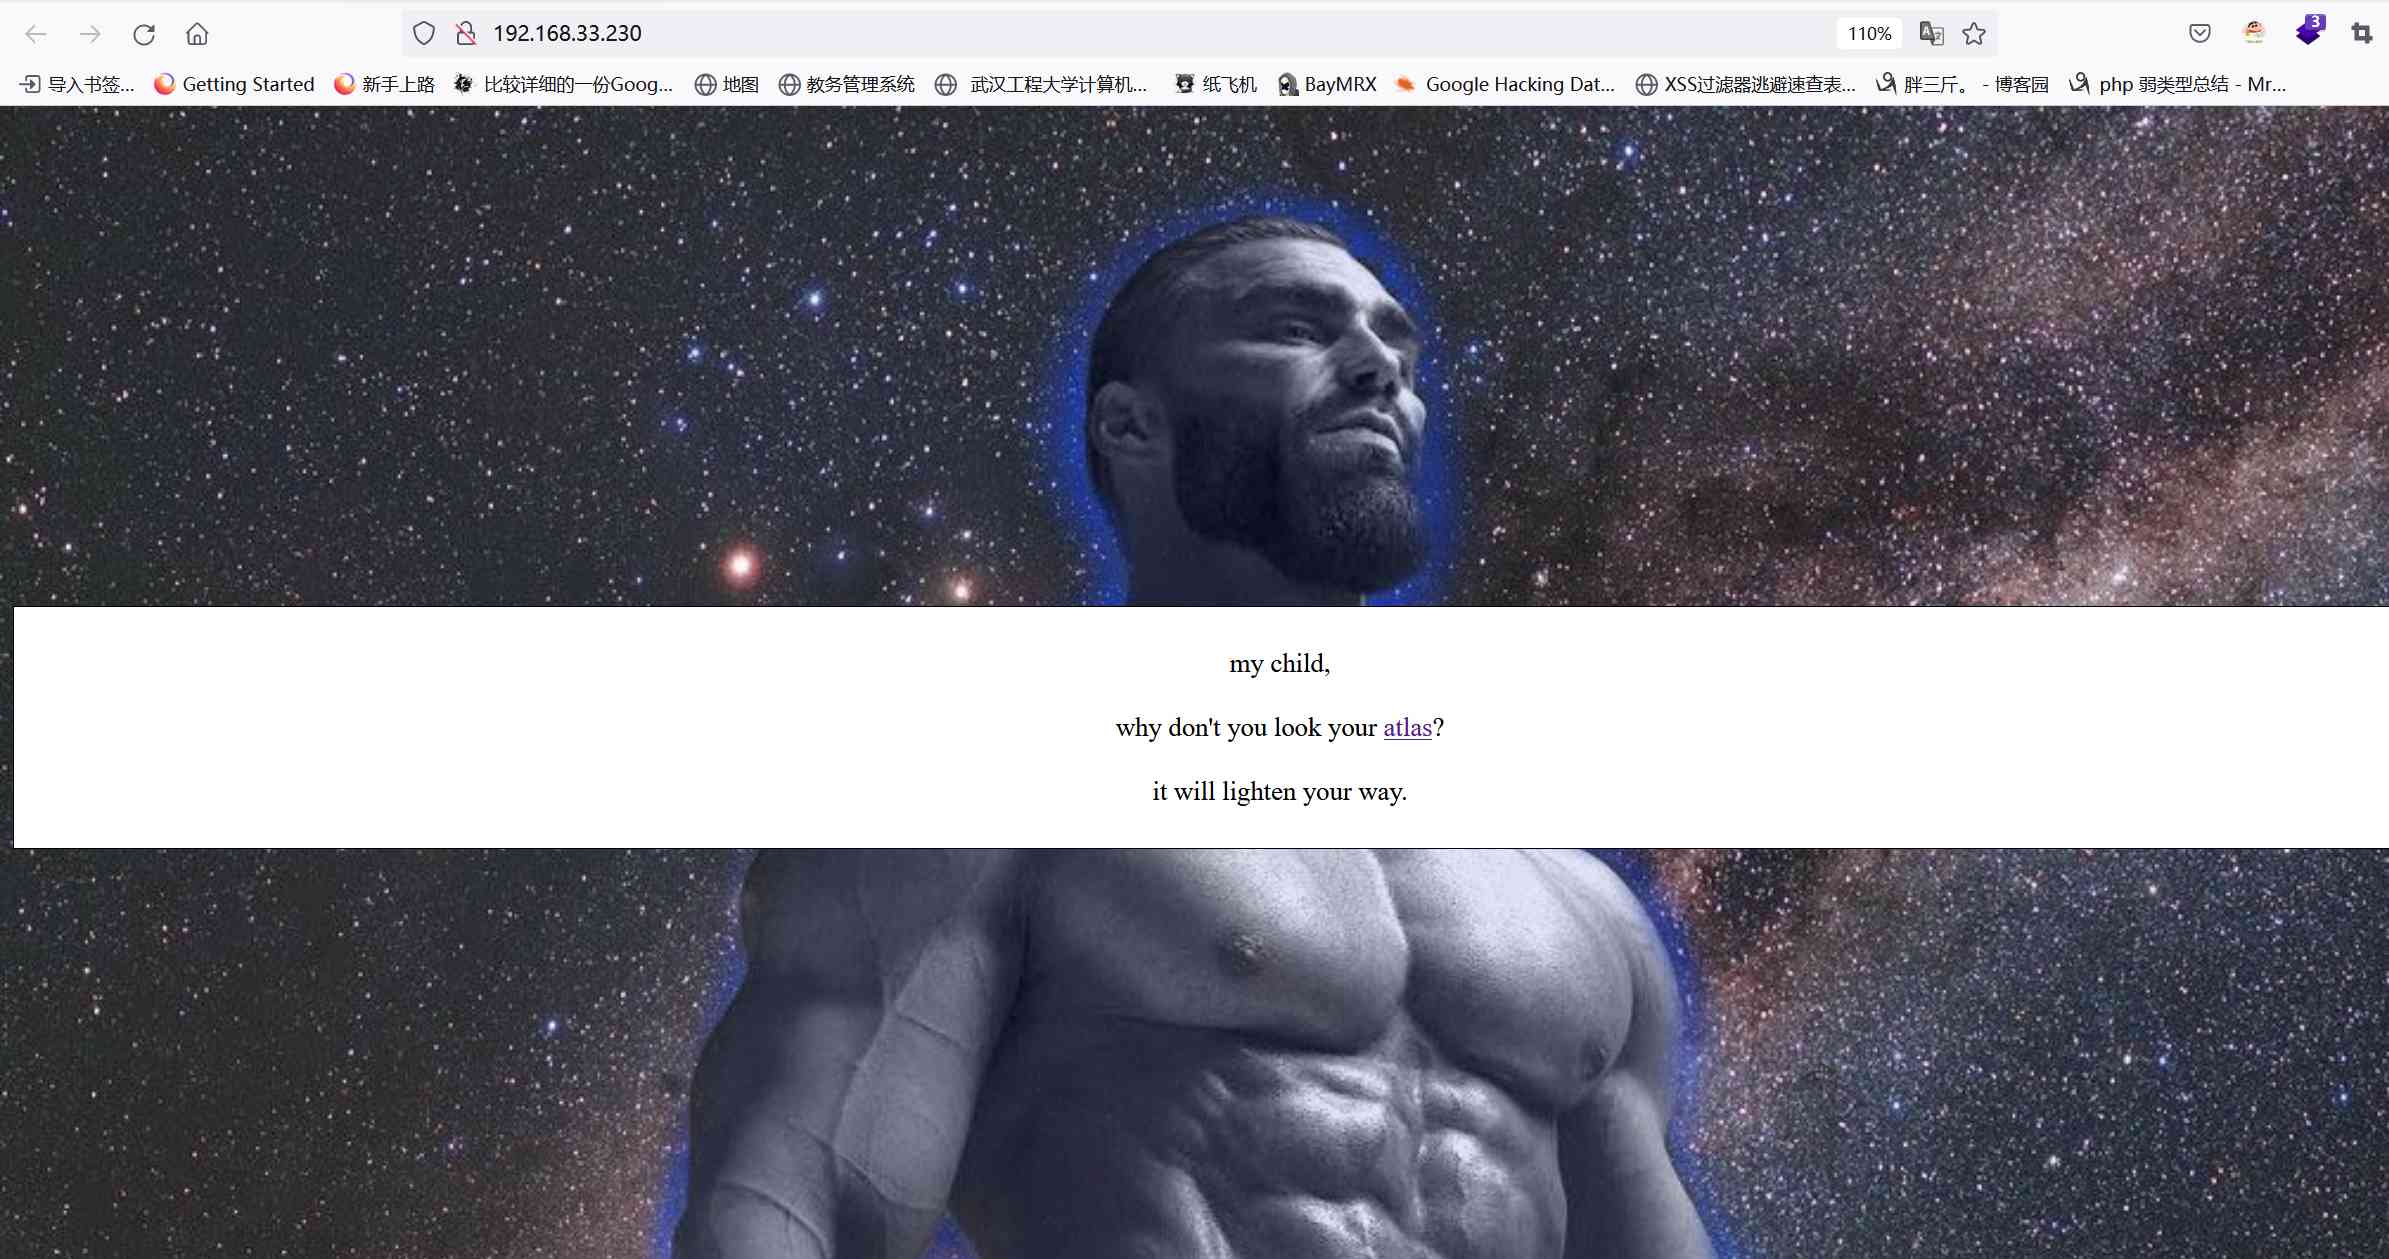 192.168.33.230
110%
3
导入书签... Getting Started 新手上路 比较详细的一份Goog... 地图 教务管理系统 武汉工程大学计算机... 纸飞机 BayMRX Google Hacking Dat... XSS过滤器逃避速查表... 胖三斤。 - 博客园 php 弱类型总结 - Mr...
my child,
why don't you look your atlas?
it will lighten your way.